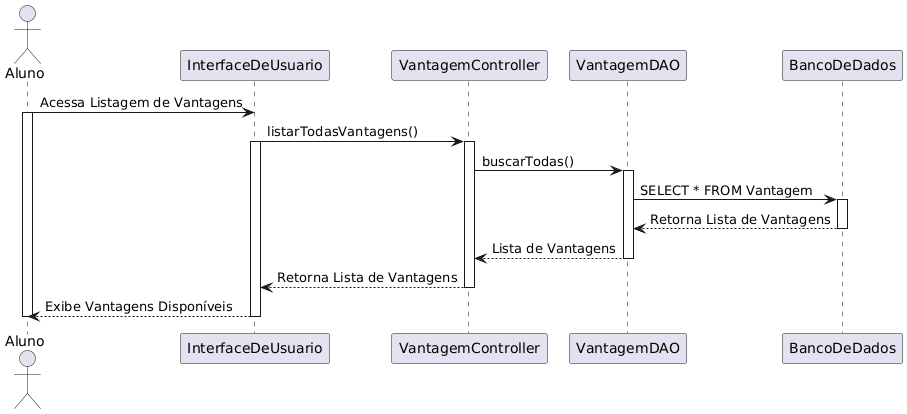 Aluno
InterfaceDeUsuario
VantagemController
VantagemDAO
BancoDeDados
Acessa Listagem de Vantagens
listarTodasVantagens()
buscarTodas()
SELECT * FROM Vantagem
Retorna Lista de Vantagens
Lista de Vantagens
Retorna Lista de Vantagens
Exibe Vantagens Disponíveis
Aluno
InterfaceDeUsuario
VantagemController
VantagemDAO
BancoDeDados